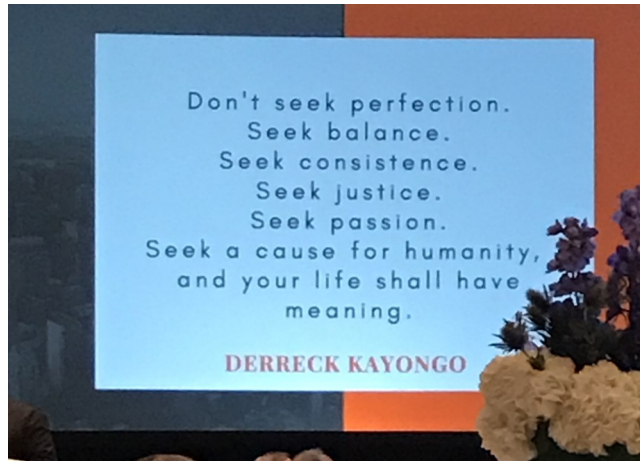 Don't seek perfection.
Seek balance.
Seek consistence.
Seek justice.
Seek passion.
Seek a cause for humanity,
and your life shall have
meaning.
DERRECK KAYONGO